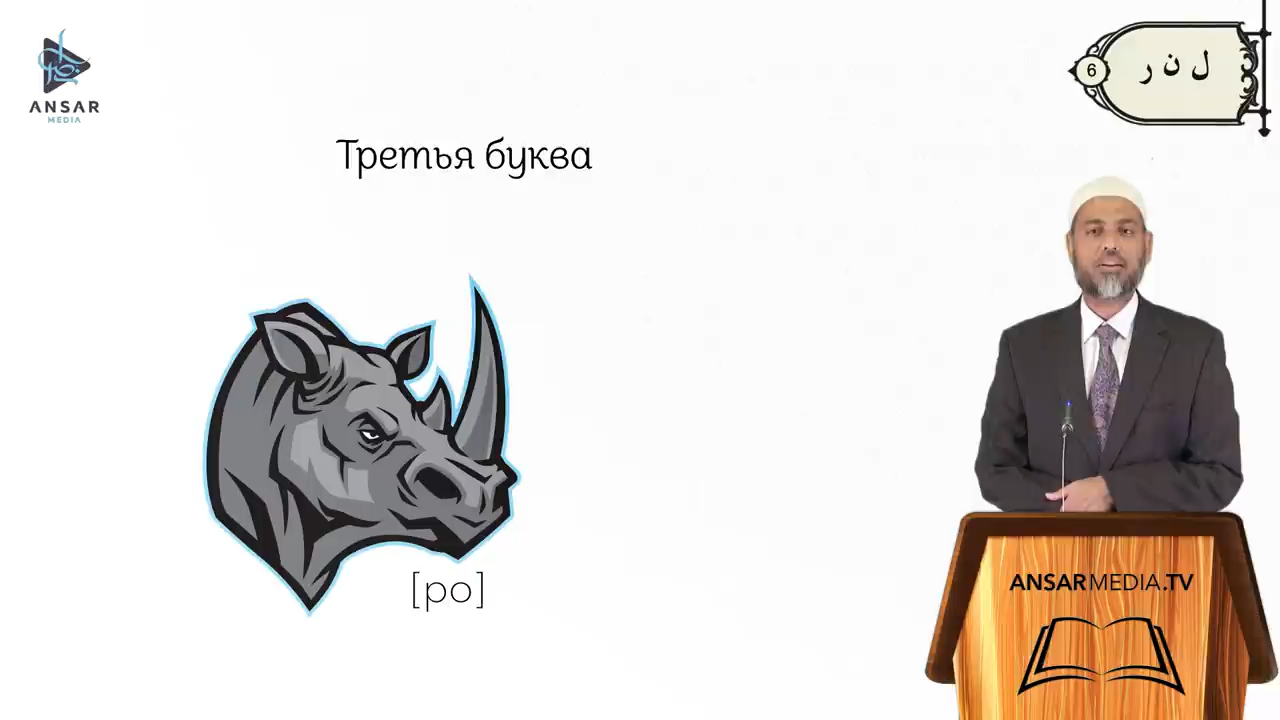 ANSAR
MEDIA
6
ل ن ر
Третья буква
[ро]
ANSARMEDIA.TV